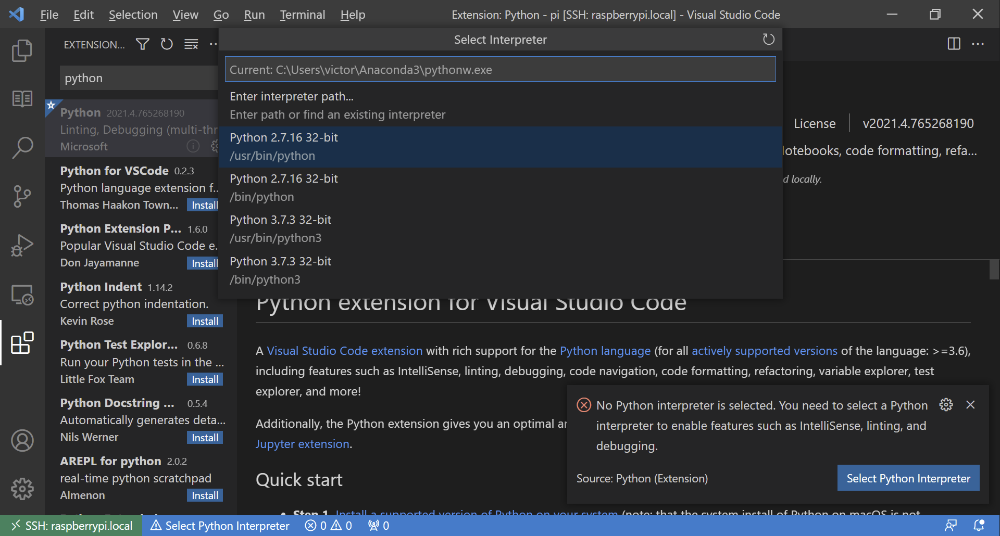 File Edit Selection View Go Run Terminal Help
Extension: Python - pi [SSH: raspberrypi.local] - Visual Studio Code
EXTENSION...
python
Python 2021.4.765268190
Linting, Debugging (multi-thr
Microsoft
Python for VSCode 0.2.3
Python language extension f...
Thomas Haakon Town... Install
Python Extension P... 1.6.0
Popular Visual Studio Code e.
Don Jayamanne Install
Python Indent 1.14.2
Correct python indentation.
Kevin Rose Install
Python Test Explor... 0.6.8
Run your Python tests in the ...
Little Fox Team Install
Python Docstring ... 0.5.4
Automatically generates deta...
Nils Werner Install
AREPL for python 2.0.2
real-time python scratchpad
Almenon Install
Select Interpreter
Current: C:\Users\victor\Anaconda3\pythonw.exe
Enter interpreter path...
Enter path or find an existing interpreter
Python 2.7.16 32-bit
/usr/bin/python
Python 2.7.16 32-bit
/bin/python
Python 3.7.3 32-bit
/usr/bin/python3
Python 3.7.3 32-bit
/bin/python3
License v2021.4.765268190
otebooks, code formatting, refa...
d locally.
Python extension for Visual Studio Code
A Visual Studio Code extension with rich support for the Python language (for all actively supported versions of the language: >=3.6),
including features such as IntelliSense, linting, debugging, code navigation, code formatting, refactoring, variable explorer, test
explorer, and more!
Additionally, the Python extension gives you an optimal
Jupyter extension.
Quick start
• Step 1. Install a supported version of Python on your system (note: that the system install of Python on macOS is not
No Python interpreter is selected. You need to select a Python
interpreter to enable features such as IntelliSense, linting, and
debugging.
Source: Python (Extension) Select Python Interpreter
SSH: raspberrypi.local Select Python Interpreter 0 0 0